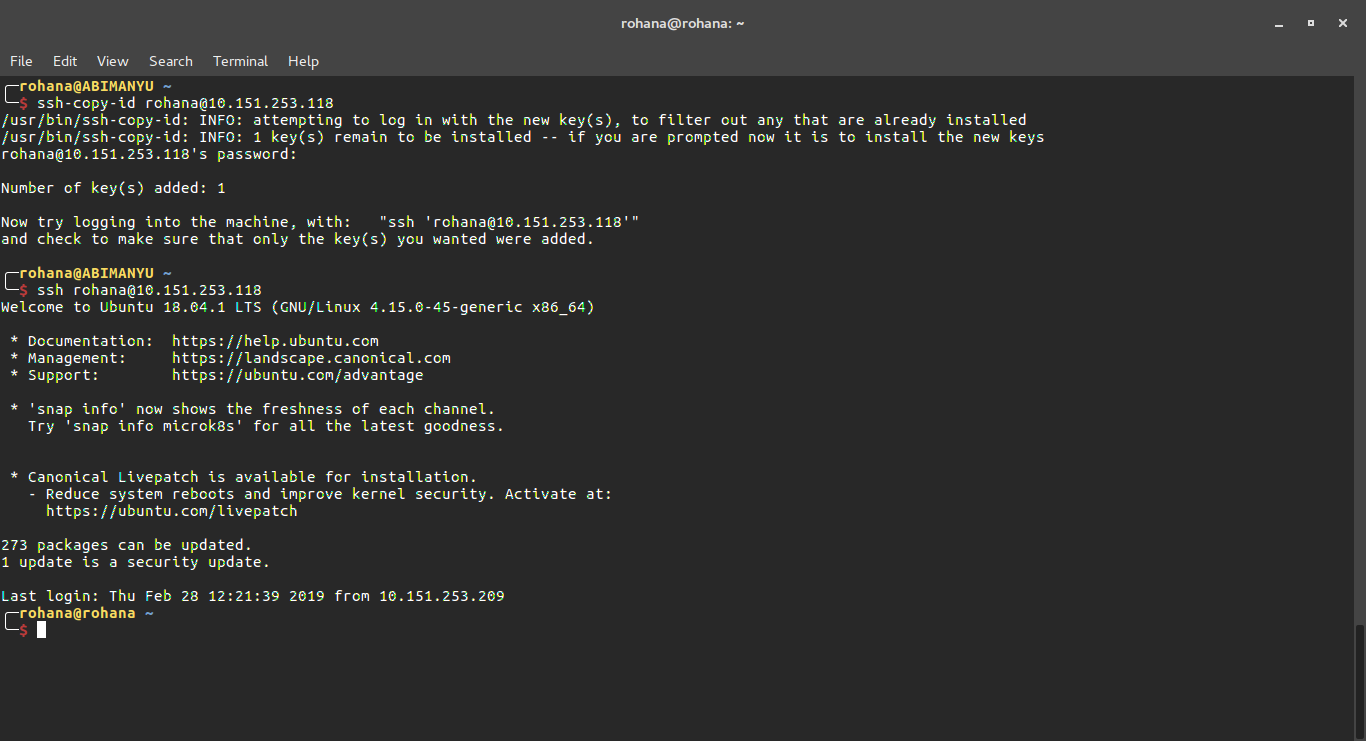 rohana@rohana: ~
File Edit View Search Terminal Help
rohana@ABIMANYU ~
$ ssh-copy-id rohana@10.151.253.118
/usr/bin/ssh-copy-id: INFO: attempting to log in with the new key(s), to filter out any that are already installed
/usr/bin/ssh-copy-id: INFO: 1 key(s) remain to be installed -- if you are prompted now it is to install the new keys
rohana@10.151.253.118's password:
Number of key(s) added: 1
Now try logging into the machine, with:   "ssh 'rohana@10.151.253.118'"
and check to make sure that only the key(s) you wanted were added.
rohana@ABIMANYU ~
$ ssh rohana@10.151.253.118
Welcome to Ubuntu 18.04.1 LTS (GNU/Linux 4.15.0-45-generic x86_64)
* Documentation:  https://help.ubuntu.com
* Management:     https://landscape.canonical.com
* Support:        https://ubuntu.com/advantage
* 'snap info' now shows the freshness of each channel.
Try 'snap info microk8s' for all the latest goodness.
* Canonical Livepatch is available for installation.
- Reduce system reboots and improve kernel security. Activate at:
https://ubuntu.com/livepatch
273 packages can be updated.
1 update is a security update.
Last login: Thu Feb 28 12:21:39 2019 from 10.151.253.209
rohana@rohana ~
$